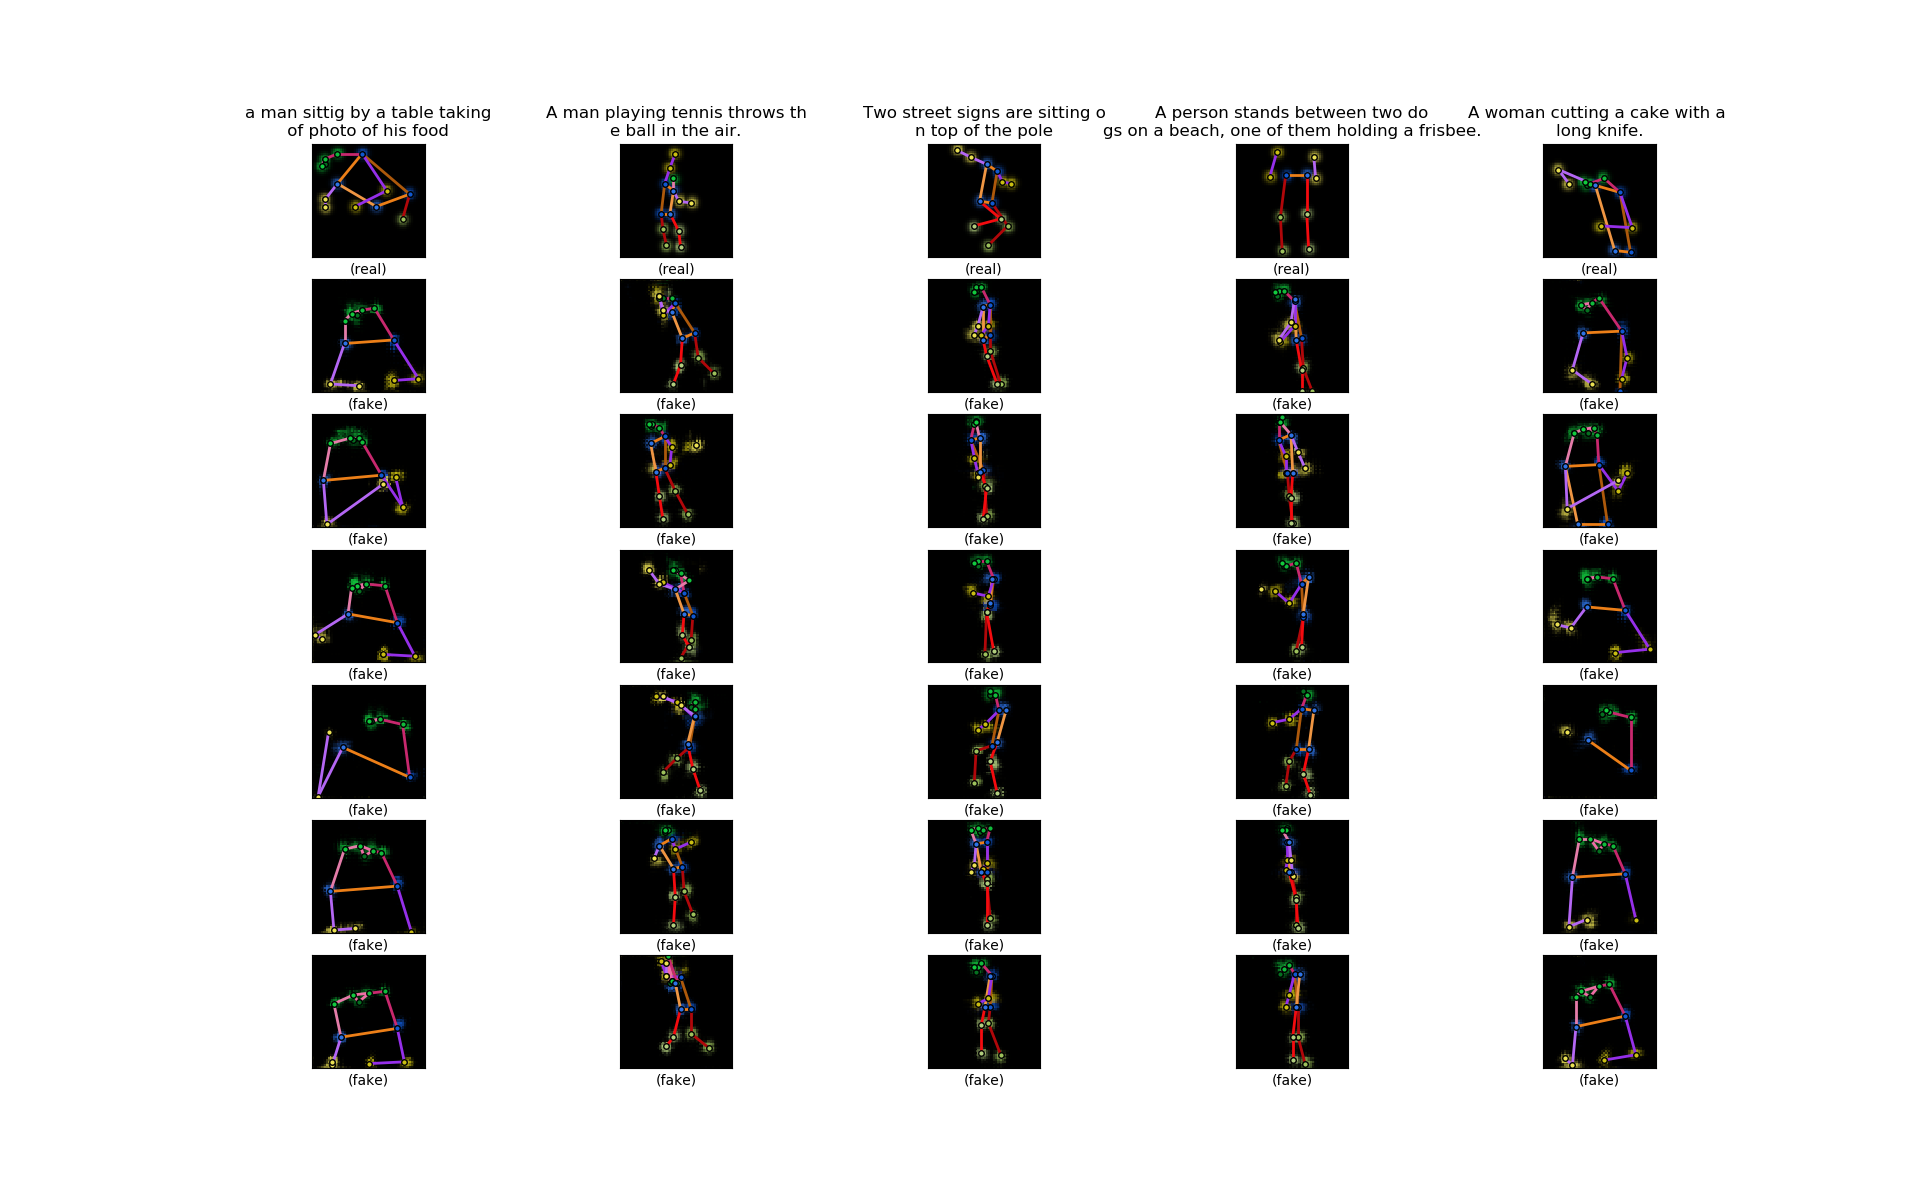 a man sittig by a table taking
of photo of his food
A man playing tennis throws th
e ball in the air.
Two street signs are sitting o
n top of the pole
A person stands between two do
gs on a beach, one of them holding a frisbee.
A woman cutting a cake with a
long knife.
(real) (real) (real) (real) (real)
(fake) (fake) (fake) (fake) (fake)
(fake) (fake) (fake) (fake) (fake)
(fake) (fake) (fake) (fake) (fake)
(fake) (fake) (fake) (fake) (fake)
(fake) (fake) (fake) (fake) (fake)
(fake) (fake) (fake) (fake) (fake)